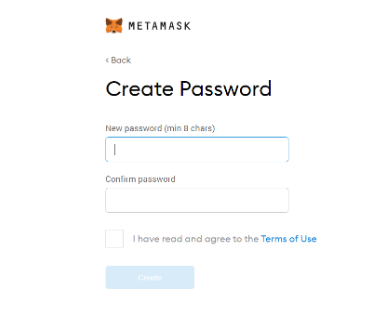 METAMASK
‹ Back
Create Password
New password (min 8 chars)
Confirm password
I have read and agree to the Terms of Use
Create